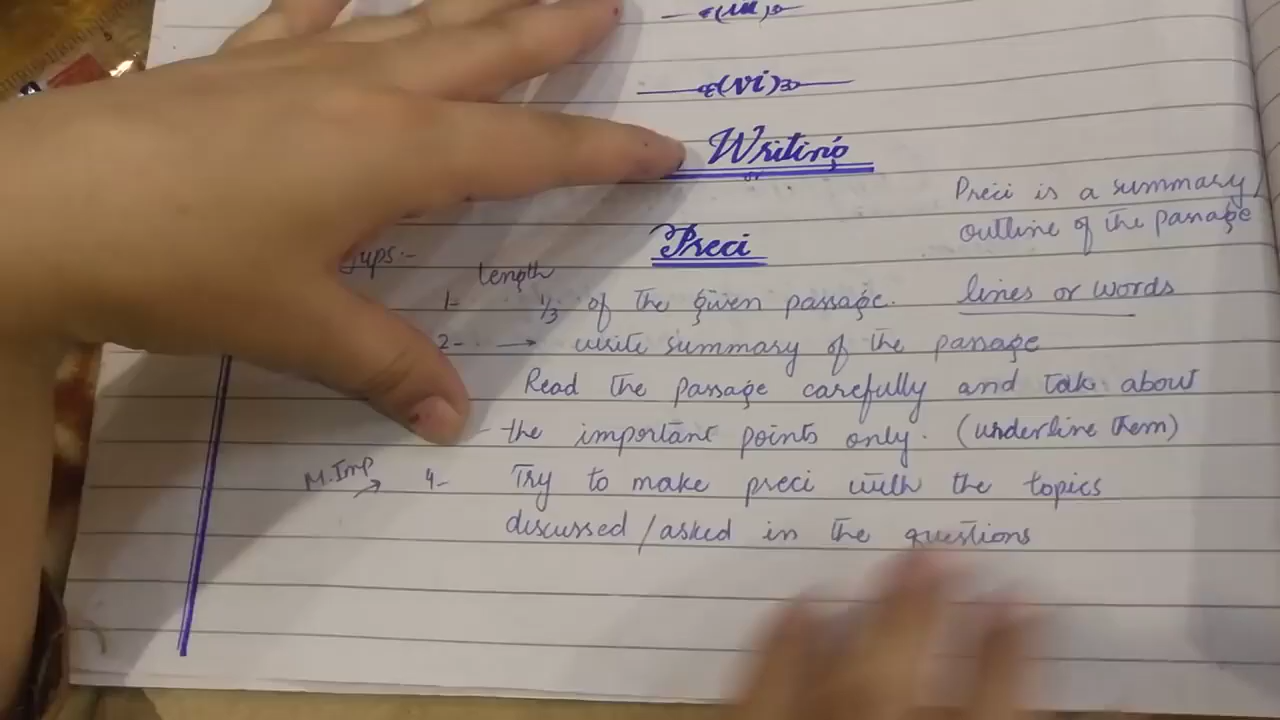 (vi)
Writing
or
Preci is a summary/
outline of the passage
Preci
length
1- 1/3 of the given passage. lines or words
2- → write summary of the passage
Read the passage carefully and talk about
the important points only. (underline them)
M.Imp → 4- Try to make preci with the topics
discussed / asked in the questions